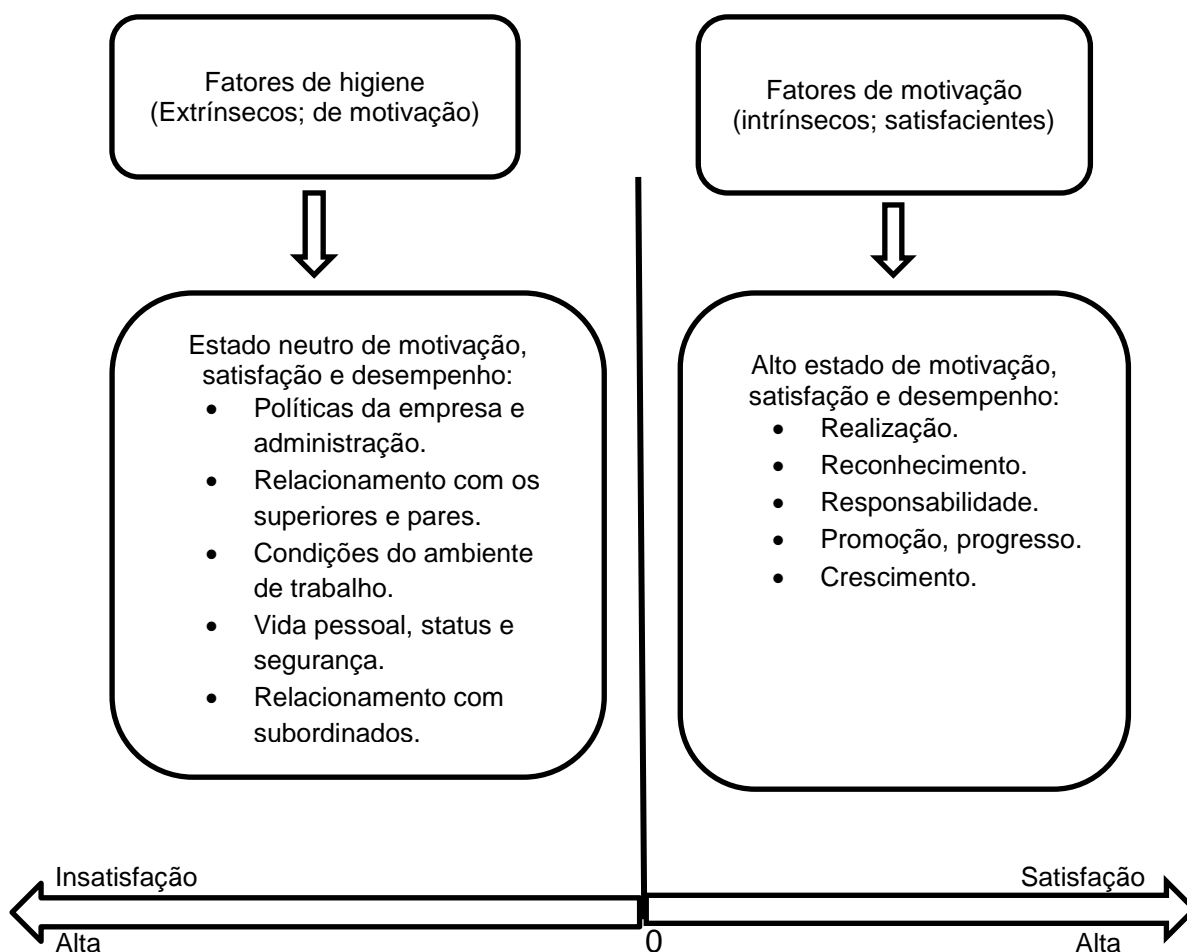 Fatores de higiene
(Extrínsecos; de motivação)
Fatores de motivação
(intrínsecos; satisfacientes)
Estado neutro de motivação,
satisfação e desempenho:
• Políticas da empresa e
administração.
• Relacionamento com os
superiores e pares.
• Condições do ambiente
de trabalho.
• Vida pessoal, status e
segurança.
• Relacionamento com
subordinados.
Alto estado de motivação,
satisfação e desempenho:
• Realização.
• Reconhecimento.
• Responsabilidade.
• Promoção, progresso.
• Crescimento.
Insatisfação
Satisfação
Alta
0
Alta